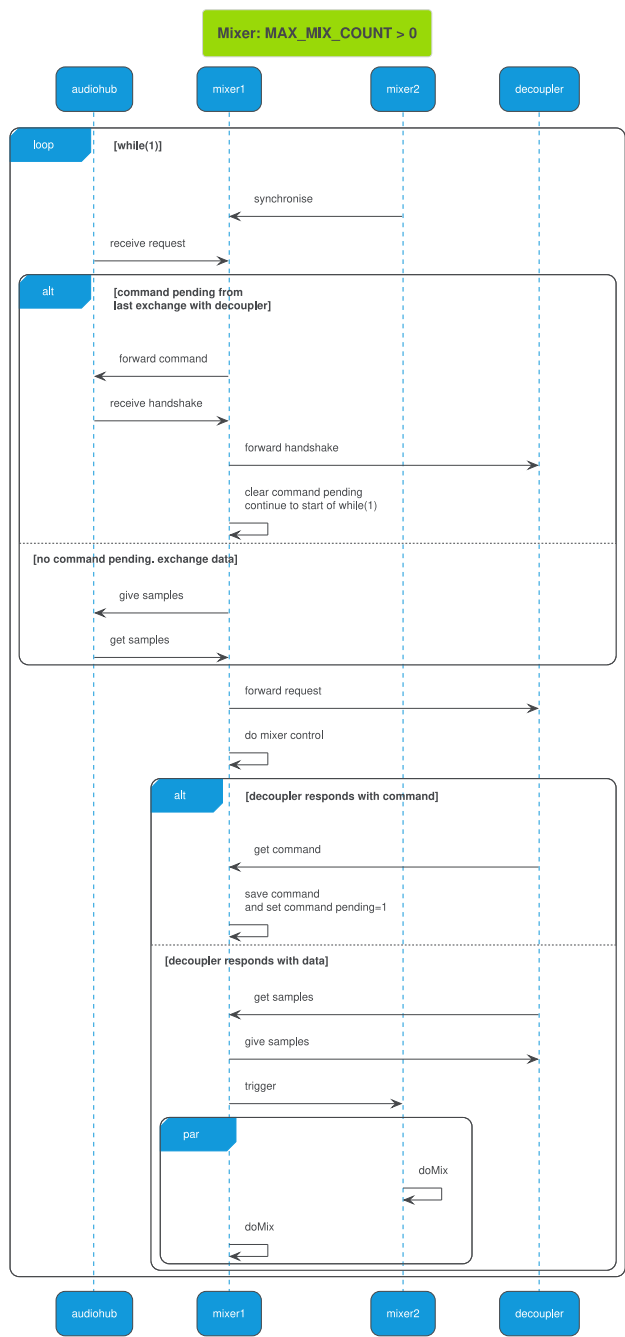 Mixer: MAX_MIX_COUNT > 0
audiohub mixer1 mixer2 decoupler
loop [while(1)]
synchronise
receive request
alt [command pending from
last exchange with decoupler]
forward command
receive handshake
forward handshake
clear command pending
continue to start of while(1)
[no command pending. exchange data]
give samples
get samples
forward request
do mixer control
alt [decoupler responds with command]
get command
save command
and set command pending=1
[decoupler responds with data]
get samples
give samples
trigger
par
doMix
doMix
audiohub mixer1 mixer2 decoupler